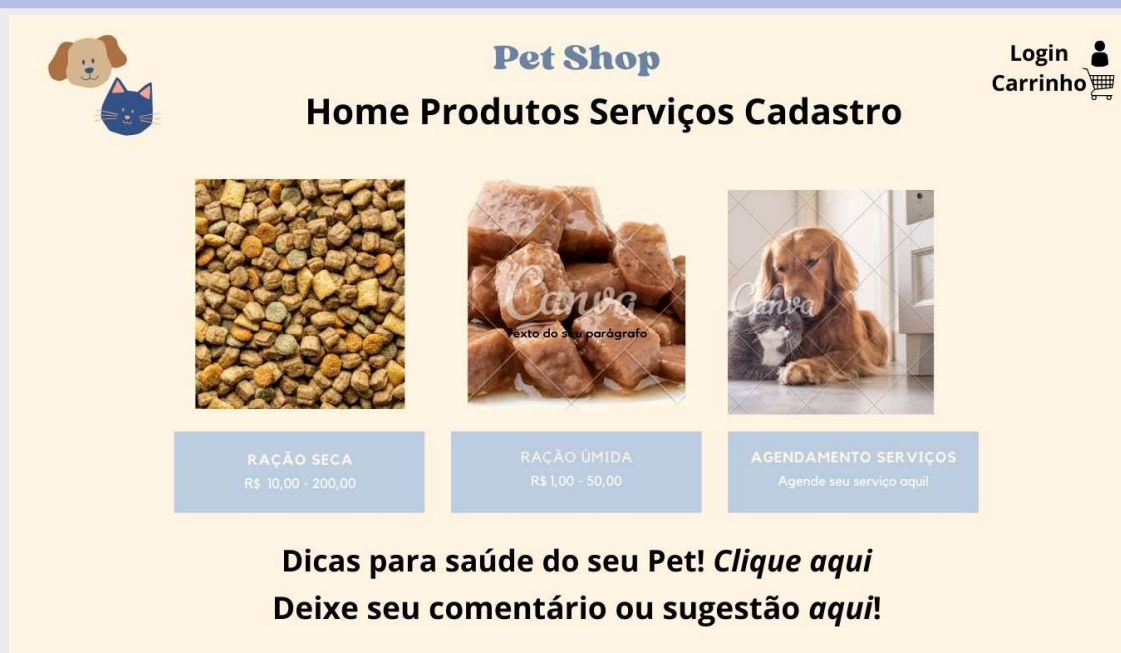 Pet Shop
Login
Carrinho
Home Produtos Serviços Cadastro
Canva
Texto do seu parágrafo
Canva
RAÇÃO SECA
R$ 10,00 - 200,00
RAÇÃO ÚMIDA
R$ 1,00 - 50,00
AGENDAMENTO SERVIÇOS
Agende seu serviço aqui!
Dicas para saúde do seu Pet! Clique aqui
Deixe seu comentário ou sugestão aqui!